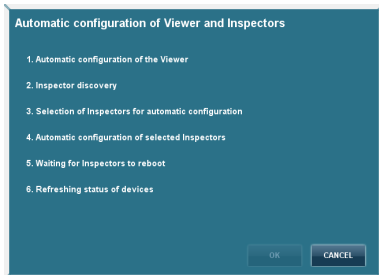 Automatic configuration of Viewer and Inspectors
1. Automatic configuration of the Viewer
2. Inspector discovery
3. Selection of Inspectors for automatic configuration
4. Automatic configuration of selected Inspectors
5. Waiting for Inspectors to reboot
6. Refreshing status of devices
OK CANCEL